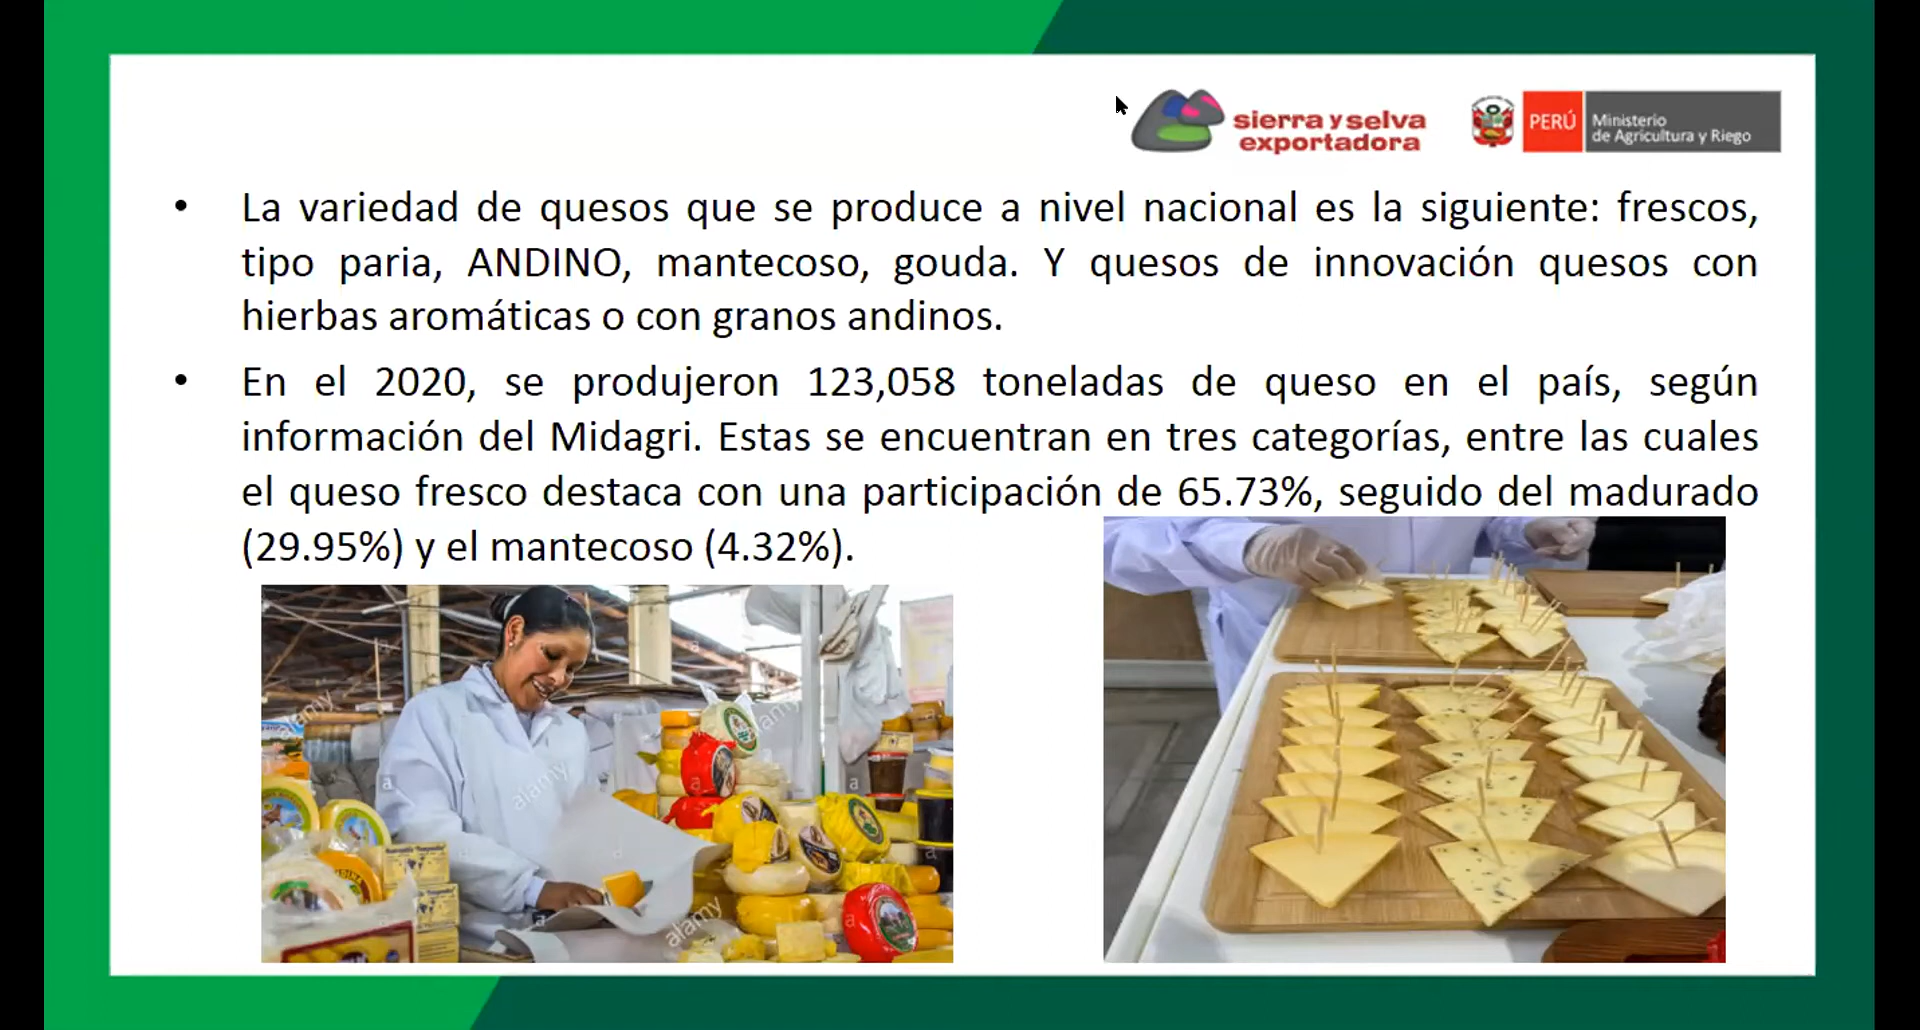 sierra y selva
exportadora
PERÚ
Ministerio
de Agricultura y Riego
• La variedad de quesos que se produce a nivel nacional es la siguiente: frescos,
tipo paria, ANDINO, mantecoso, gouda. Y quesos de innovación quesos con
hierbas aromáticas o con granos andinos.
• En el 2020, se produjeron 123,058 toneladas de queso en el país, según
información del Midagri. Estas se encuentran en tres categorías, entre las cuales
el queso fresco destaca con una participación de 65.73%, seguido del madurado
(29.95%) y el mantecoso (4.32%).
alamy
alamy
alamy
alamy
a
a
a
a
a
a